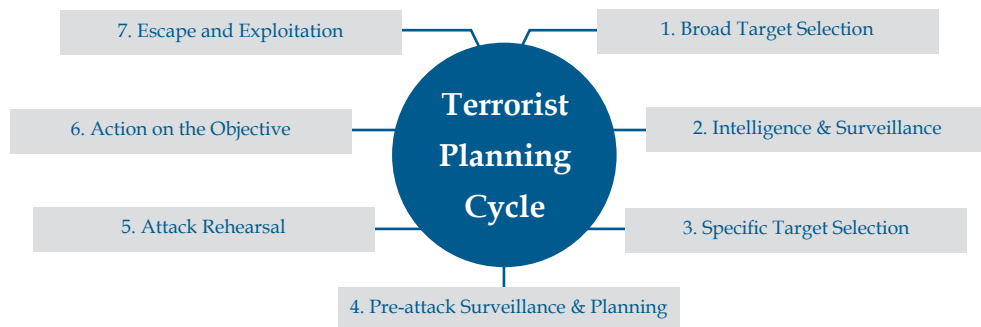 Terrorist
Planning
Cycle
1. Broad Target Selection
2. Intelligence & Surveillance
3. Specific Target Selection
4. Pre-attack Surveillance & Planning
5. Attack Rehearsal
6. Action on the Objective
7. Escape and Exploitation